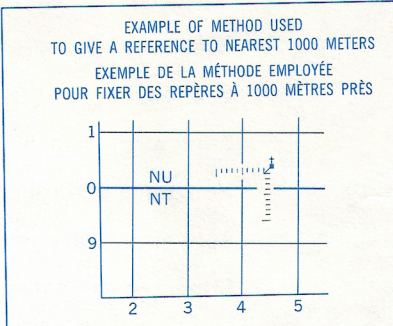 EXAMPLE OF METHOD USED
TO GIVE A REFERENCE TO NEAREST 1000 METERS
EXEMPLE DE LA MÉTHODE EMPLOYÉE
POUR FIXER DES REPÈRES À 1000 MÈTRES PRÈS
1
NU
0
NT
9
2 3 4 5